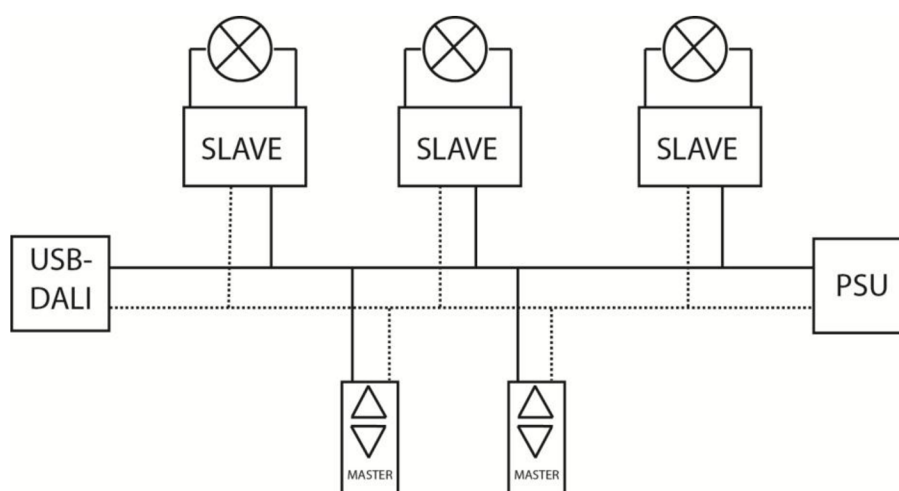 SLAVE
SLAVE
SLAVE
USB-
DALI
PSU
MASTER
MASTER